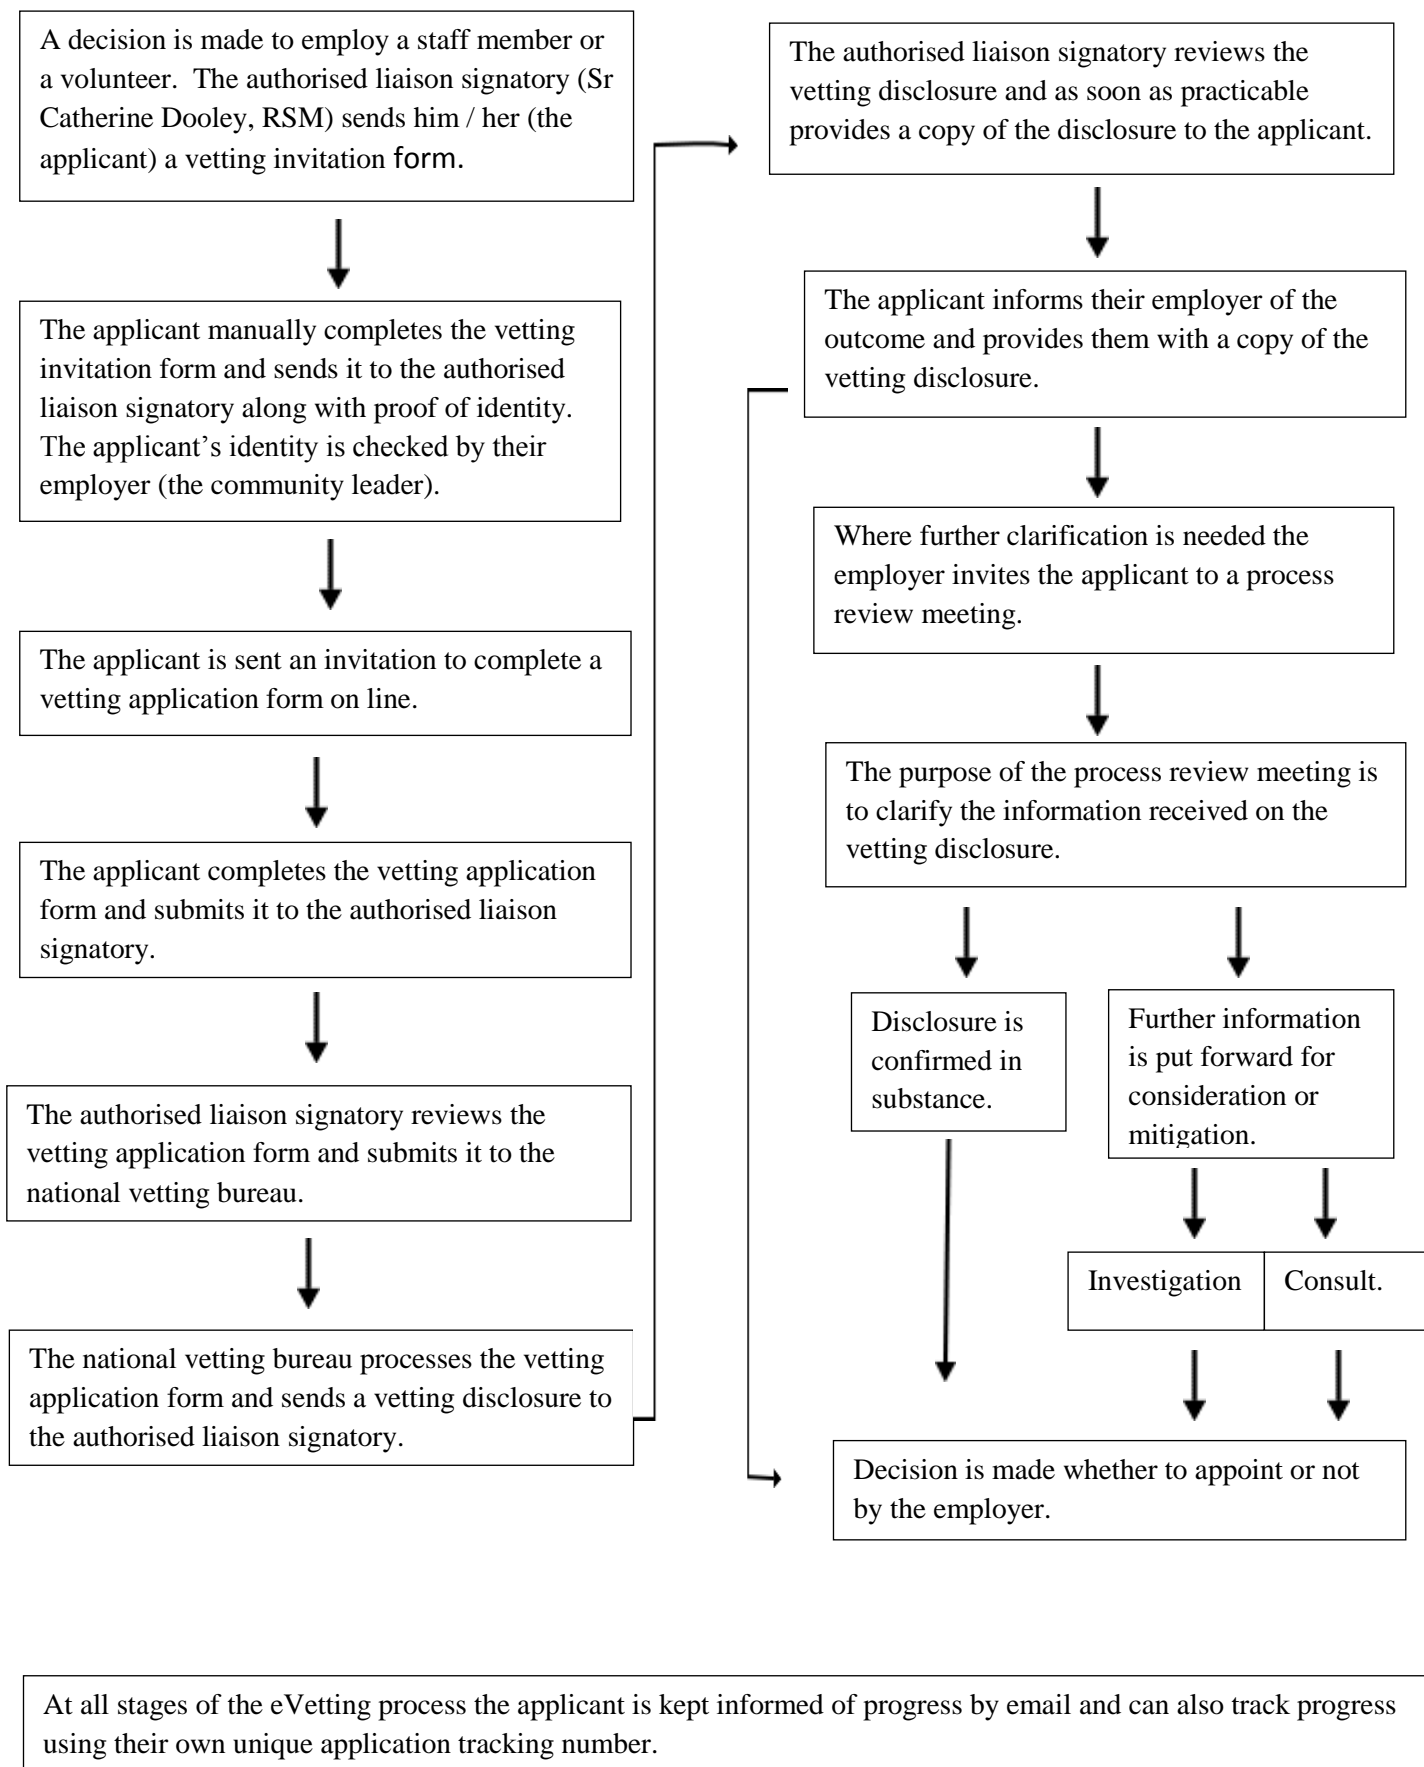 A decision is made to employ a staff member or
a volunteer.  The authorised liaison signatory (Sr
Catherine Dooley, RSM) sends him / her (the
applicant) a vetting invitation form.
The applicant manually completes the vetting
invitation form and sends it to the authorised
liaison signatory along with proof of identity.
The applicant’s identity is checked by their
employer (the community leader).
The applicant is sent an invitation to complete a
vetting application form on line.
The applicant completes the vetting application
form and submits it to the authorised liaison
signatory.
The authorised liaison signatory reviews the
vetting application form and submits it to the
national vetting bureau.
The national vetting bureau processes the vetting
application form and sends a vetting disclosure to
the authorised liaison signatory.
The authorised liaison signatory reviews the
vetting disclosure and as soon as practicable
provides a copy of the disclosure to the applicant.
The applicant informs their employer of the
outcome and provides them with a copy of the
vetting disclosure.
Where further clarification is needed the
employer invites the applicant to a process
review meeting.
The purpose of the process review meeting is
to clarify the information received on the
vetting disclosure.
Disclosure is
confirmed in
substance.
Further information
is put forward for
consideration or
mitigation.
Investigation
Consult.
Decision is made whether to appoint or not
by the employer.
At all stages of the eVetting process the applicant is kept informed of progress by email and can also track progress
using their own unique application tracking number.